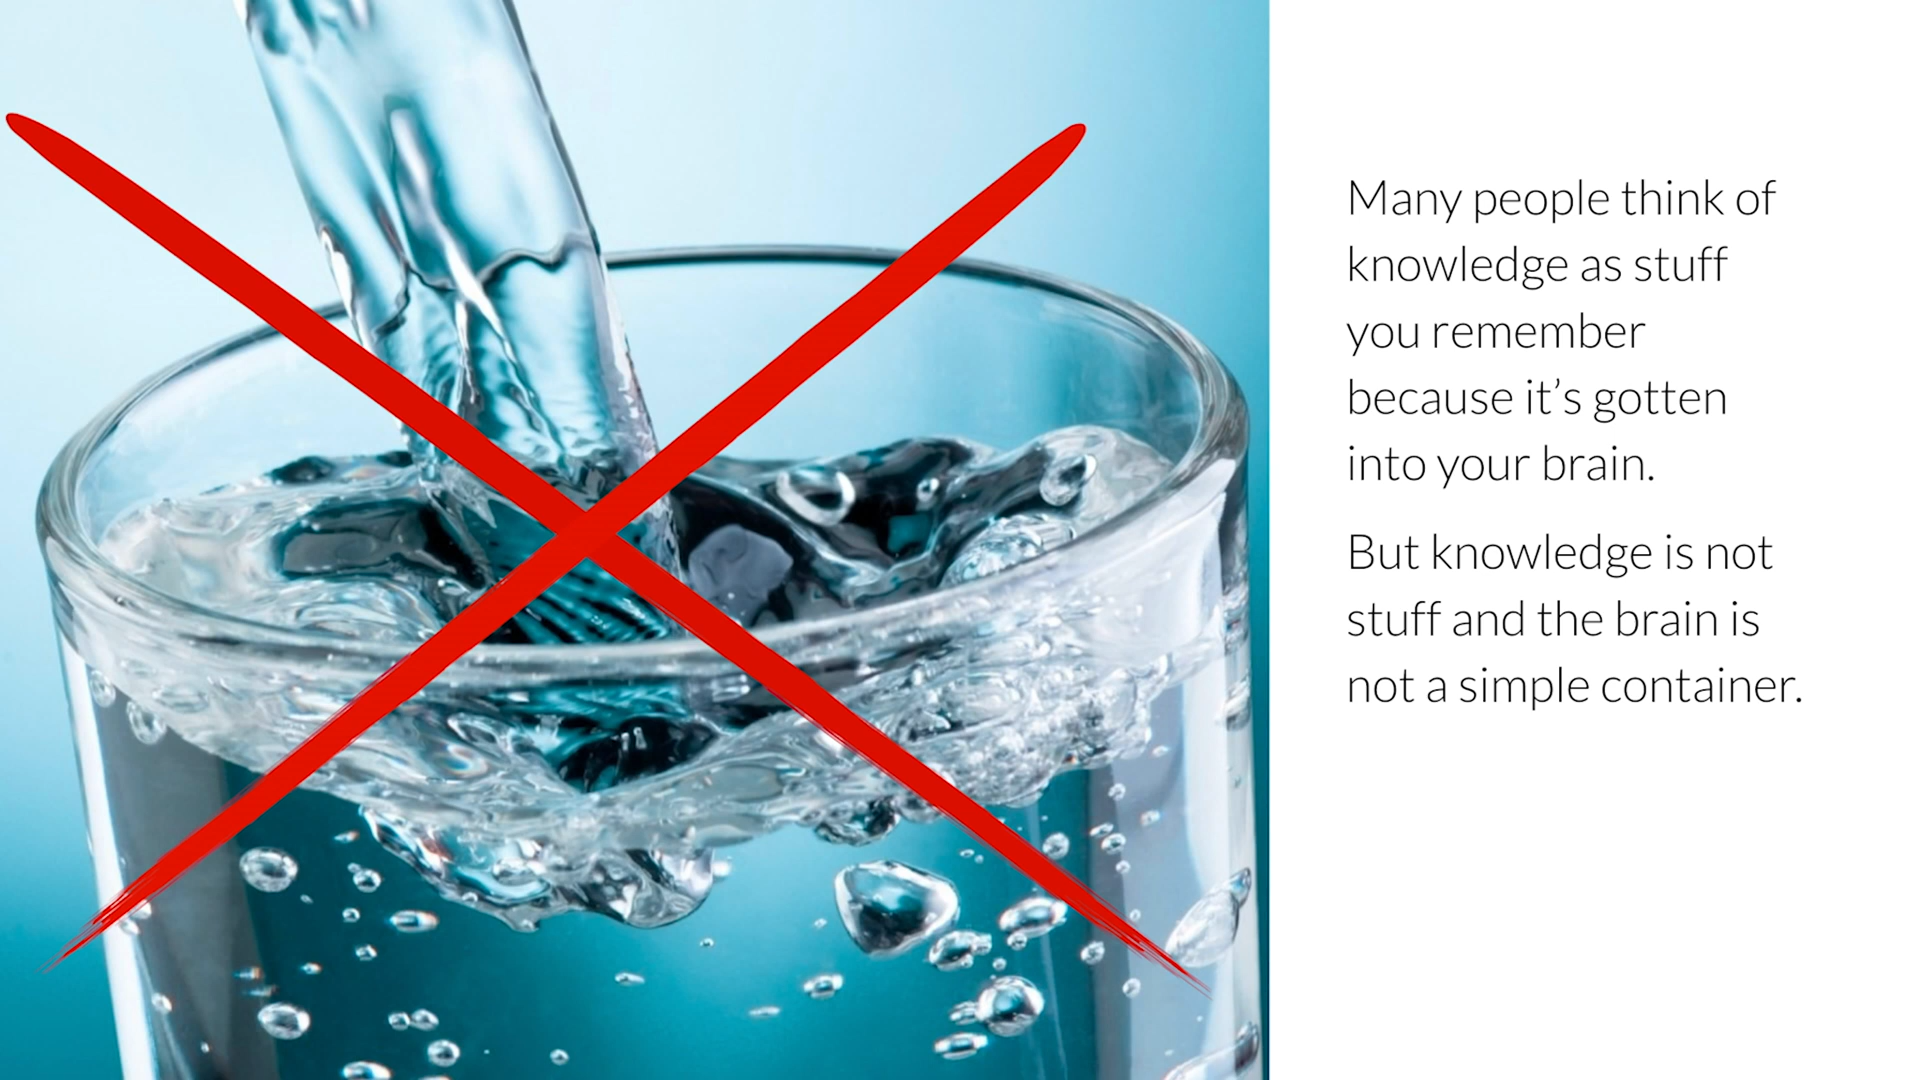 Many people think of
knowledge as stuff
you remember
because it’s gotten
into your brain.
But knowledge is not
stuff and the brain is
not a simple container.